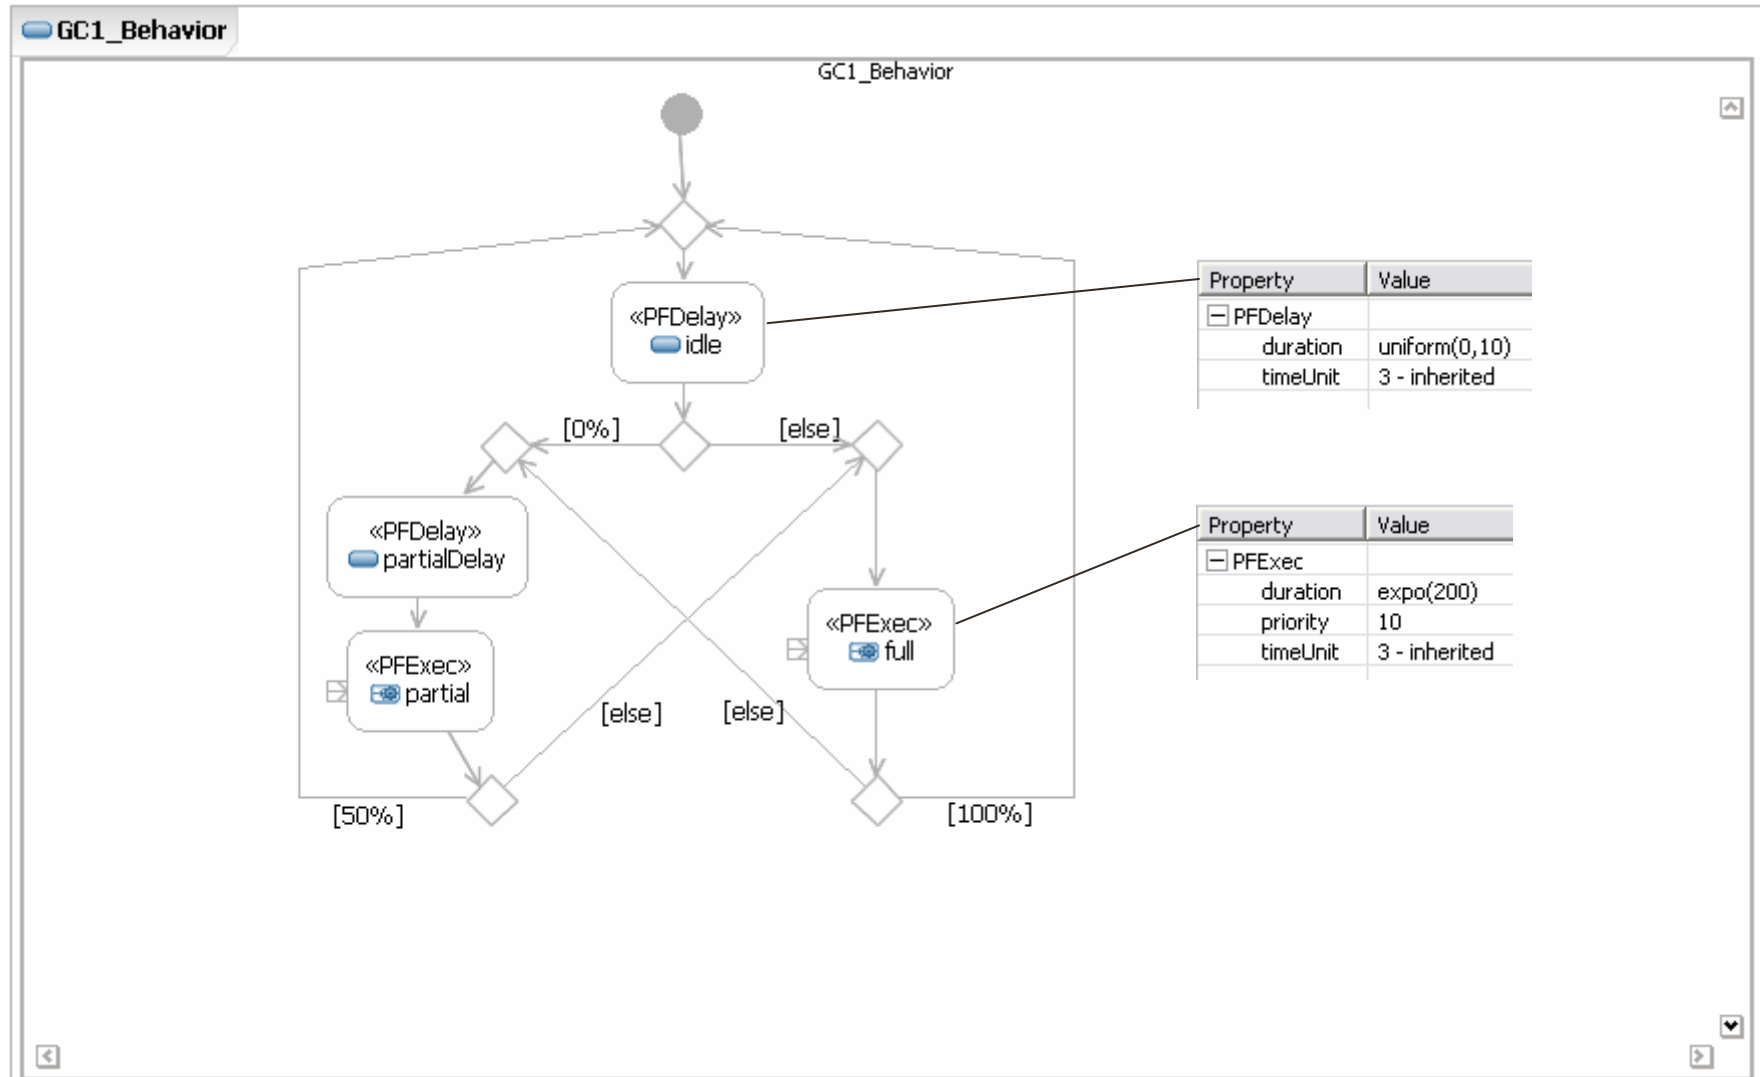 GC1_Behavior
GC1_Behavior
«PFDelay»
idle
Property Value
PFDelay
duration uniform(0,10)
timeUnit 3 - inherited
[0%]
[else]
«PFDelay»
partialDelay
Property Value
PFExec
duration expo(200)
priority 10
timeUnit 3 - inherited
«PFExec»
full
«PFExec»
partial
[else]
[else]
[50%]
[100%]